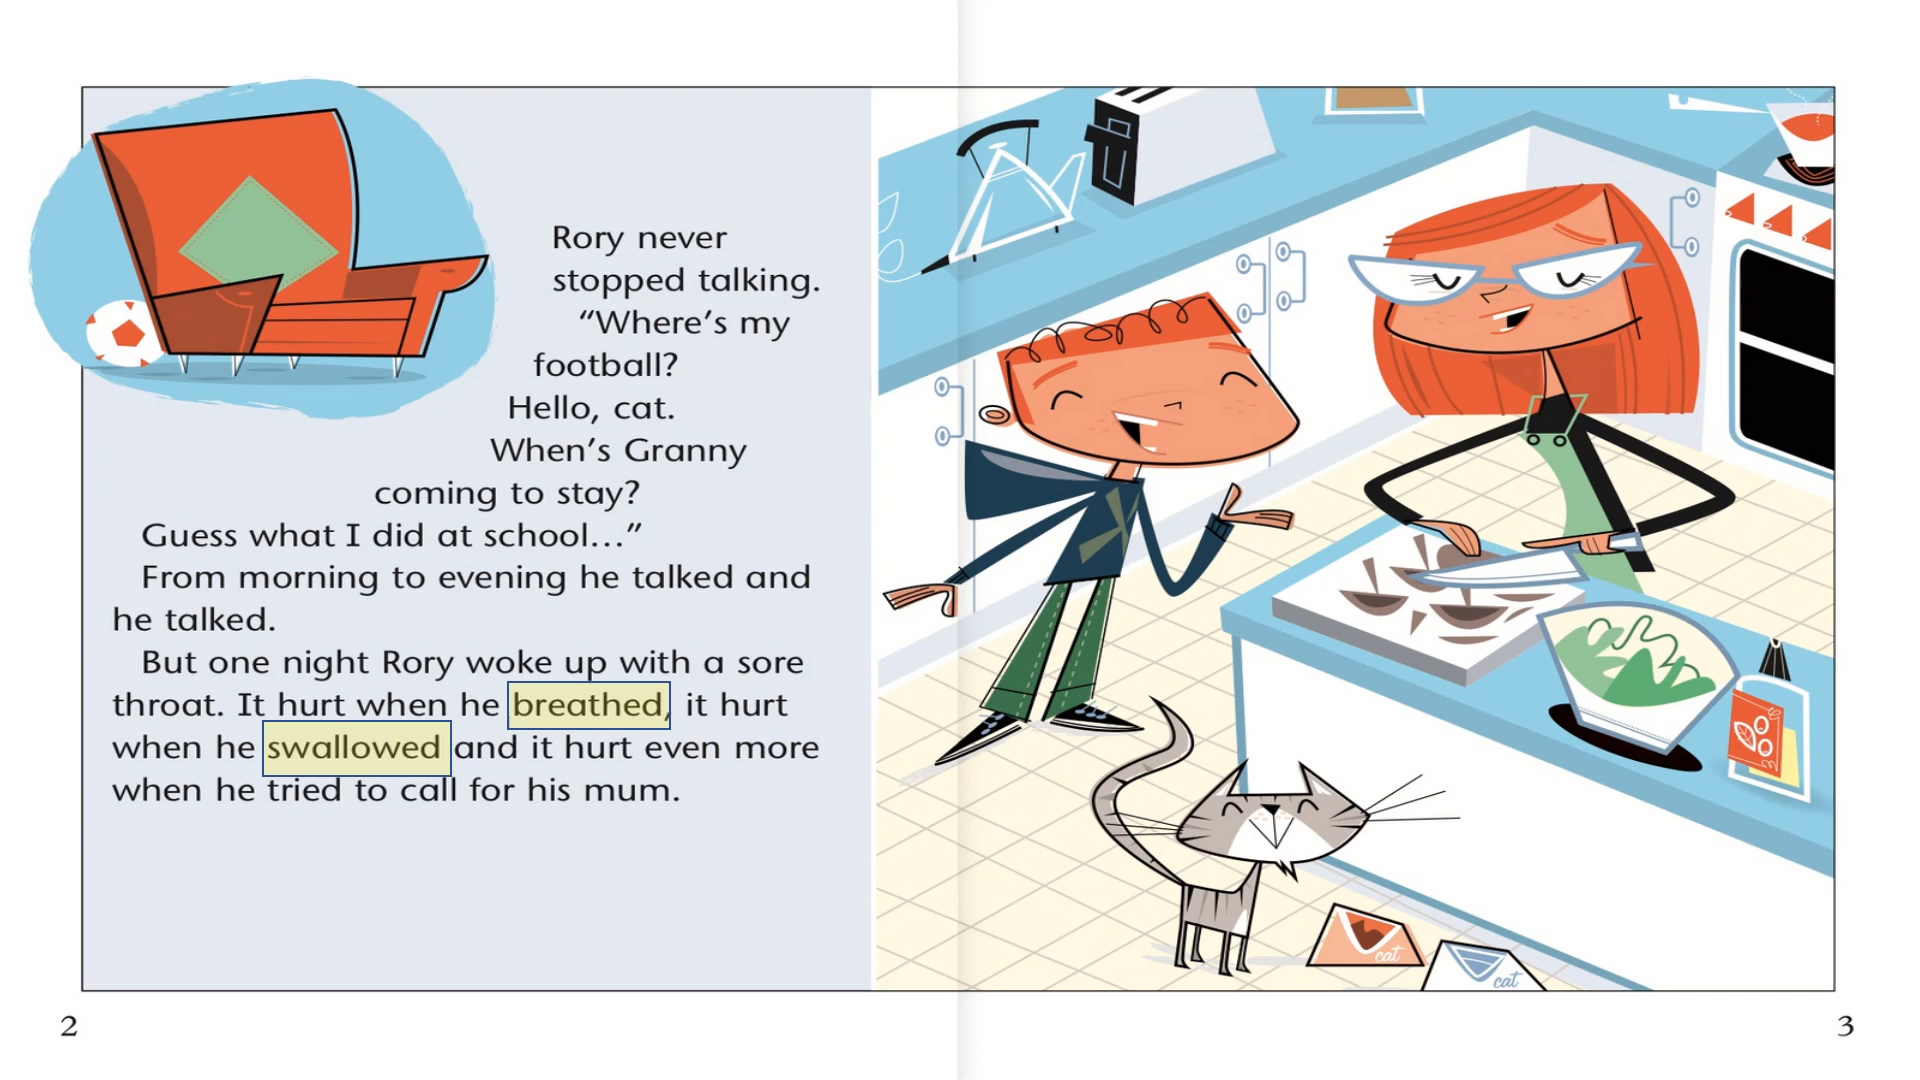 Rory never
stopped talking.
“Where’s my
football?
Hello, cat.
When’s Granny
coming to stay?
Guess what I did at school...”
From morning to evening he talked and
he talked.
But one night Rory woke up with a sore
throat. It hurt when he breathed, it hurt
when he swallowed and it hurt even more
when he tried to call for his mum.
cat
cat
2
3